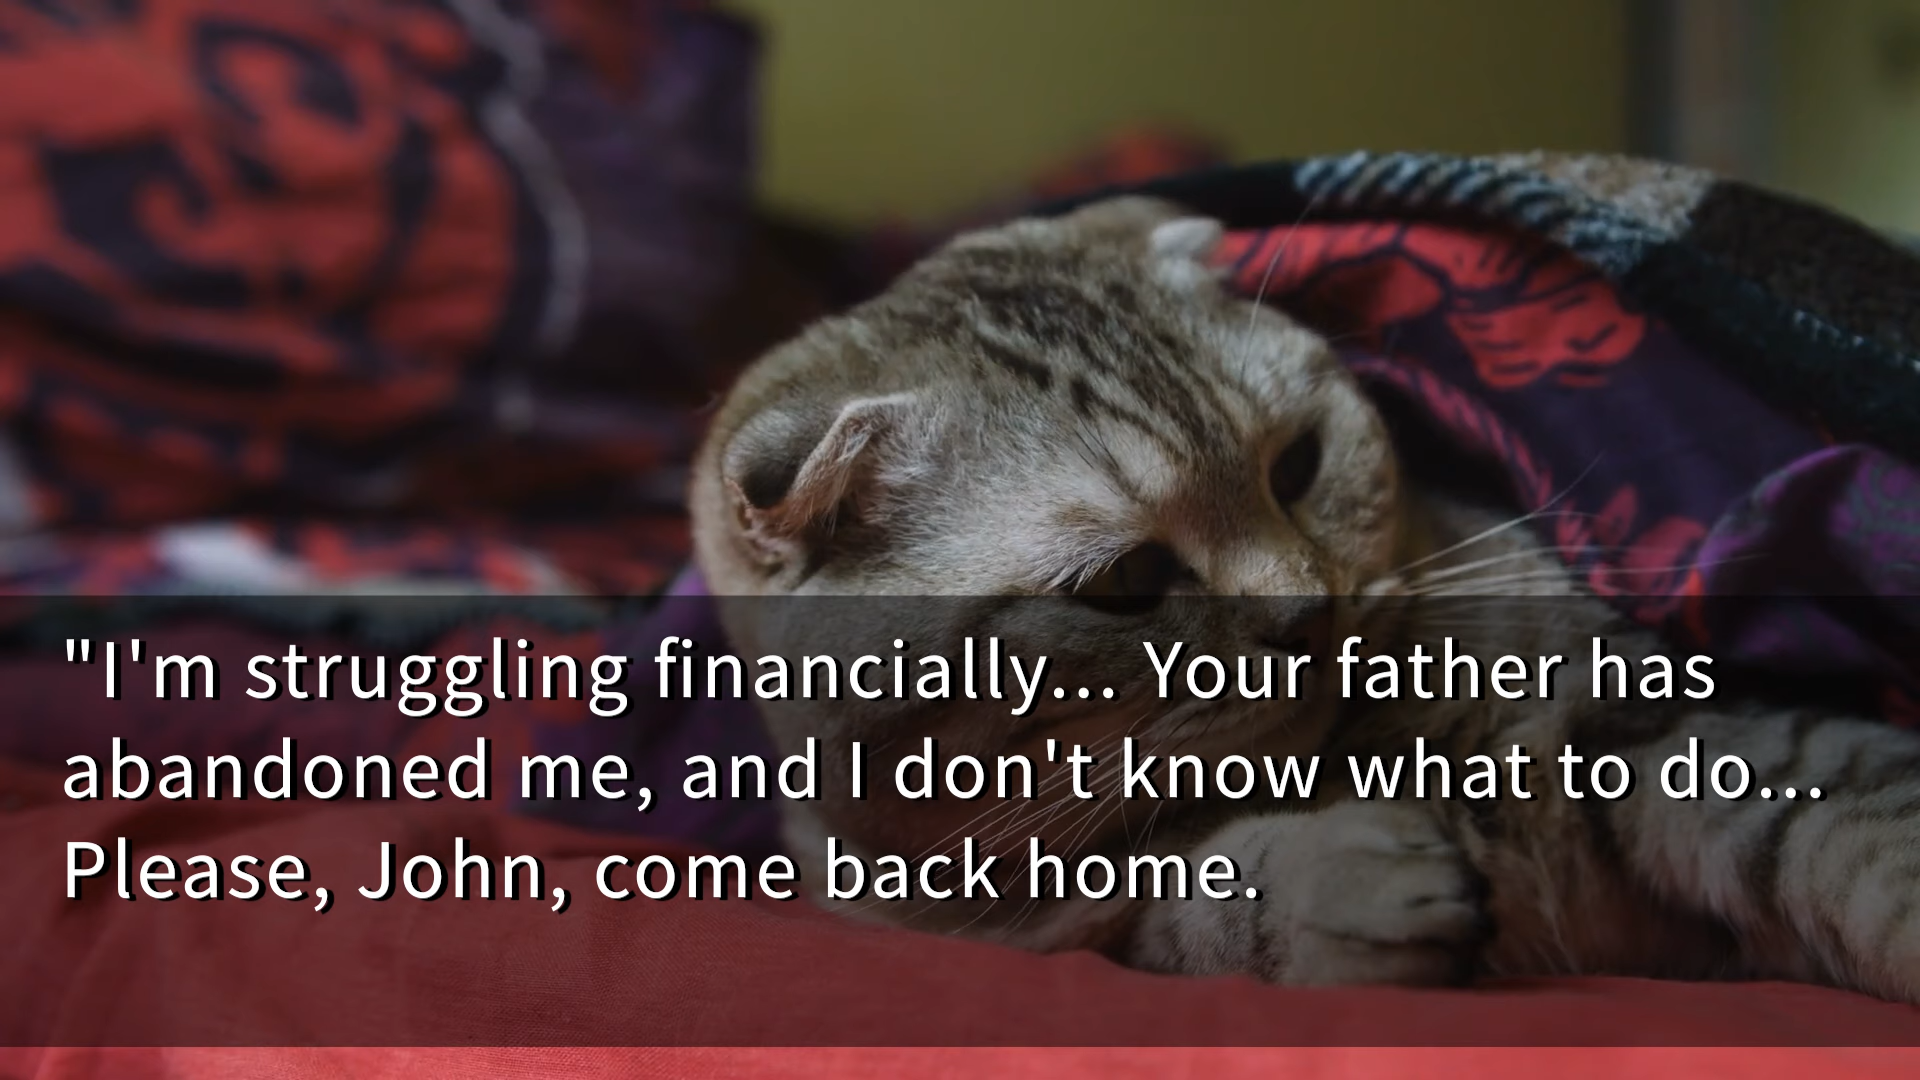 "I'm struggling financially... Your father has
abandoned me, and I don't know what to do...
Please, John, come back home.